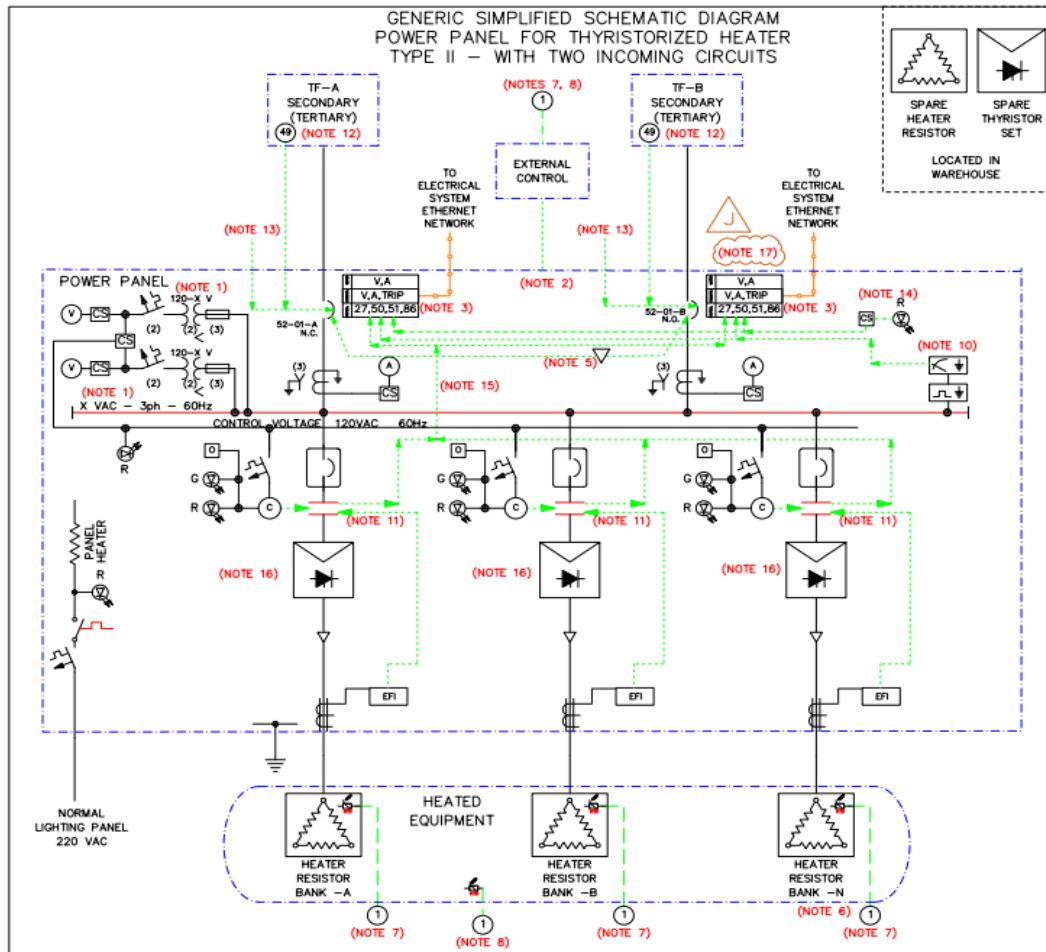 GENERIC SIMPLIFIED SCHEMATIC DIAGRAM
POWER PANEL FOR THYRISTORIZED HEATER
TYPE II – WITH TWO INCOMING CIRCUITS
SPARE
HEATER
RESISTOR
SPARE
THYRISTOR
SET
LOCATED IN
WAREHOUSE
TF-A
SECONDARY
(TERTIARY)
49 (NOTE 12)
(NOTES 7, 8)
1
EXTERNAL
CONTROL
TF-B
SECONDARY
(TERTIARY)
49 (NOTE 12)
TO
ELECTRICAL
SYSTEM
ETHERNET
NETWORK
TO
ELECTRICAL
SYSTEM
ETHERNET
NETWORK
J
(NOTE 13)
(NOTE 13)
(NOTE 17)
POWER PANEL
(NOTE 1)
(NOTE 2)
V,A
V,A,TRIP
27,50,51,86
(NOTE 3)
V,A
V,A,TRIP
27,50,51,86
(NOTE 3)
(NOTE 14)
R
CS
V
CS
120-X V
(2)
(2)
(3)
CS
52-01-A
N.C.
52-01-B
N.O.
(NOTE 5)
(NOTE 10)
V
CS
120-X V
(2)
(2)
(3)
(NOTE 1)
(3)
A
CS
(NOTE 15)
(3)
A
CS
X VAC – 3ph – 60Hz
CONTROL VOLTAGE 120VAC 60Hz
R
O
G
R
C
(NOTE 11)
O
G
R
C
(NOTE 11)
O
G
R
C
(NOTE 11)
PANEL
HEATER
R
(NOTE 16)
(NOTE 16)
(NOTE 16)
EFI
EFI
EFI
NORMAL
LIGHTING PANEL
220 VAC
HEATED
EQUIPMENT
HEATER
RESISTOR
BANK -A
HEATER
RESISTOR
BANK -B
HEATER
RESISTOR
BANK -N
(NOTE 6)
1
(NOTE 7)
1
(NOTE 8)
1
(NOTE 7)
1
(NOTE 7)